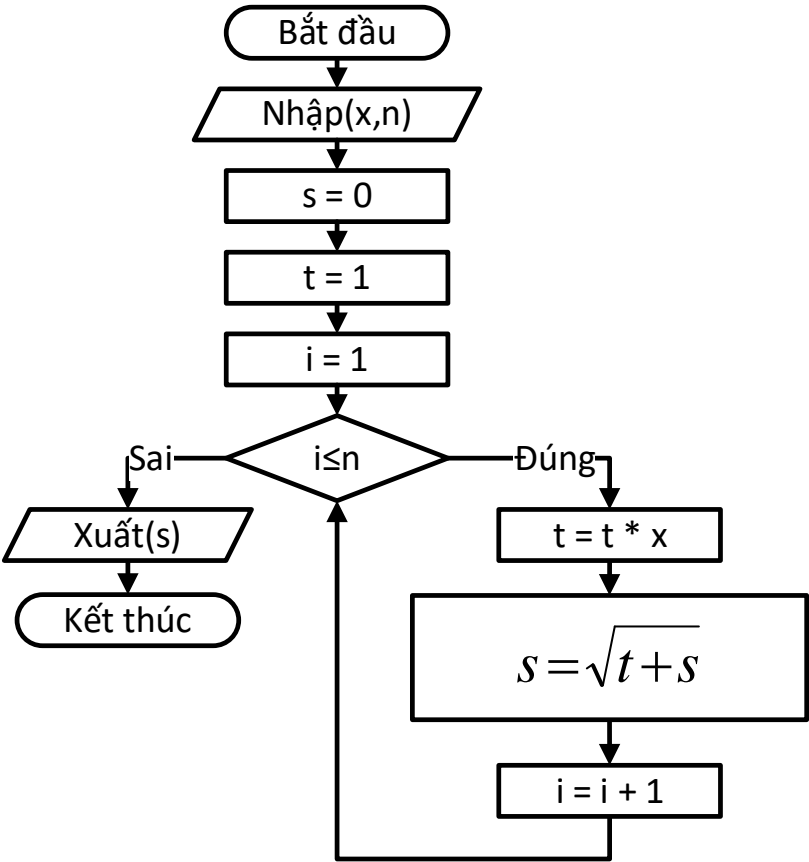 Bắt đầu
Nhập(x,n)
s = 0
t = 1
i = 1
i≤n
Sai
Đúng
Xuất(s)
Kết thúc
t = t * x
s=√t+s
i = i + 1